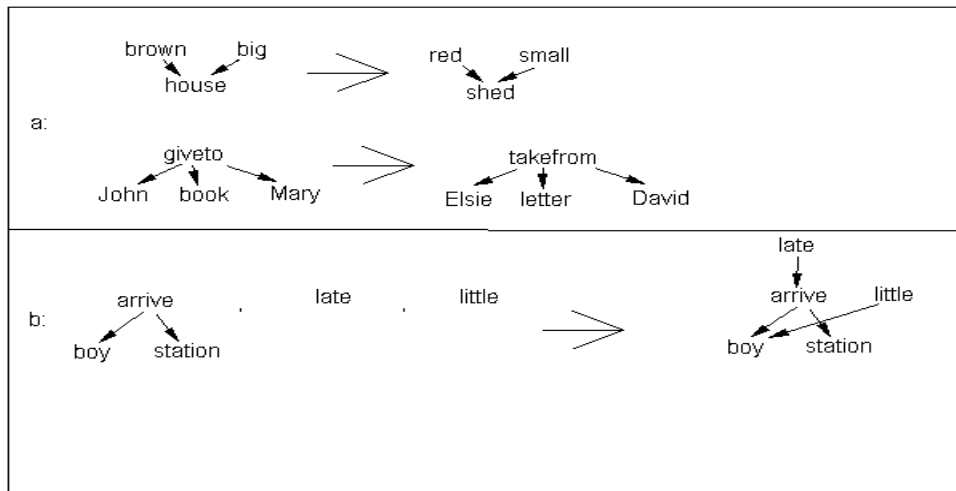 brown big red small
house shed
a:
giveto takefrom
John book Mary Elsie letter David
late
arrive , late , little arrive little
b:
boy station boy station